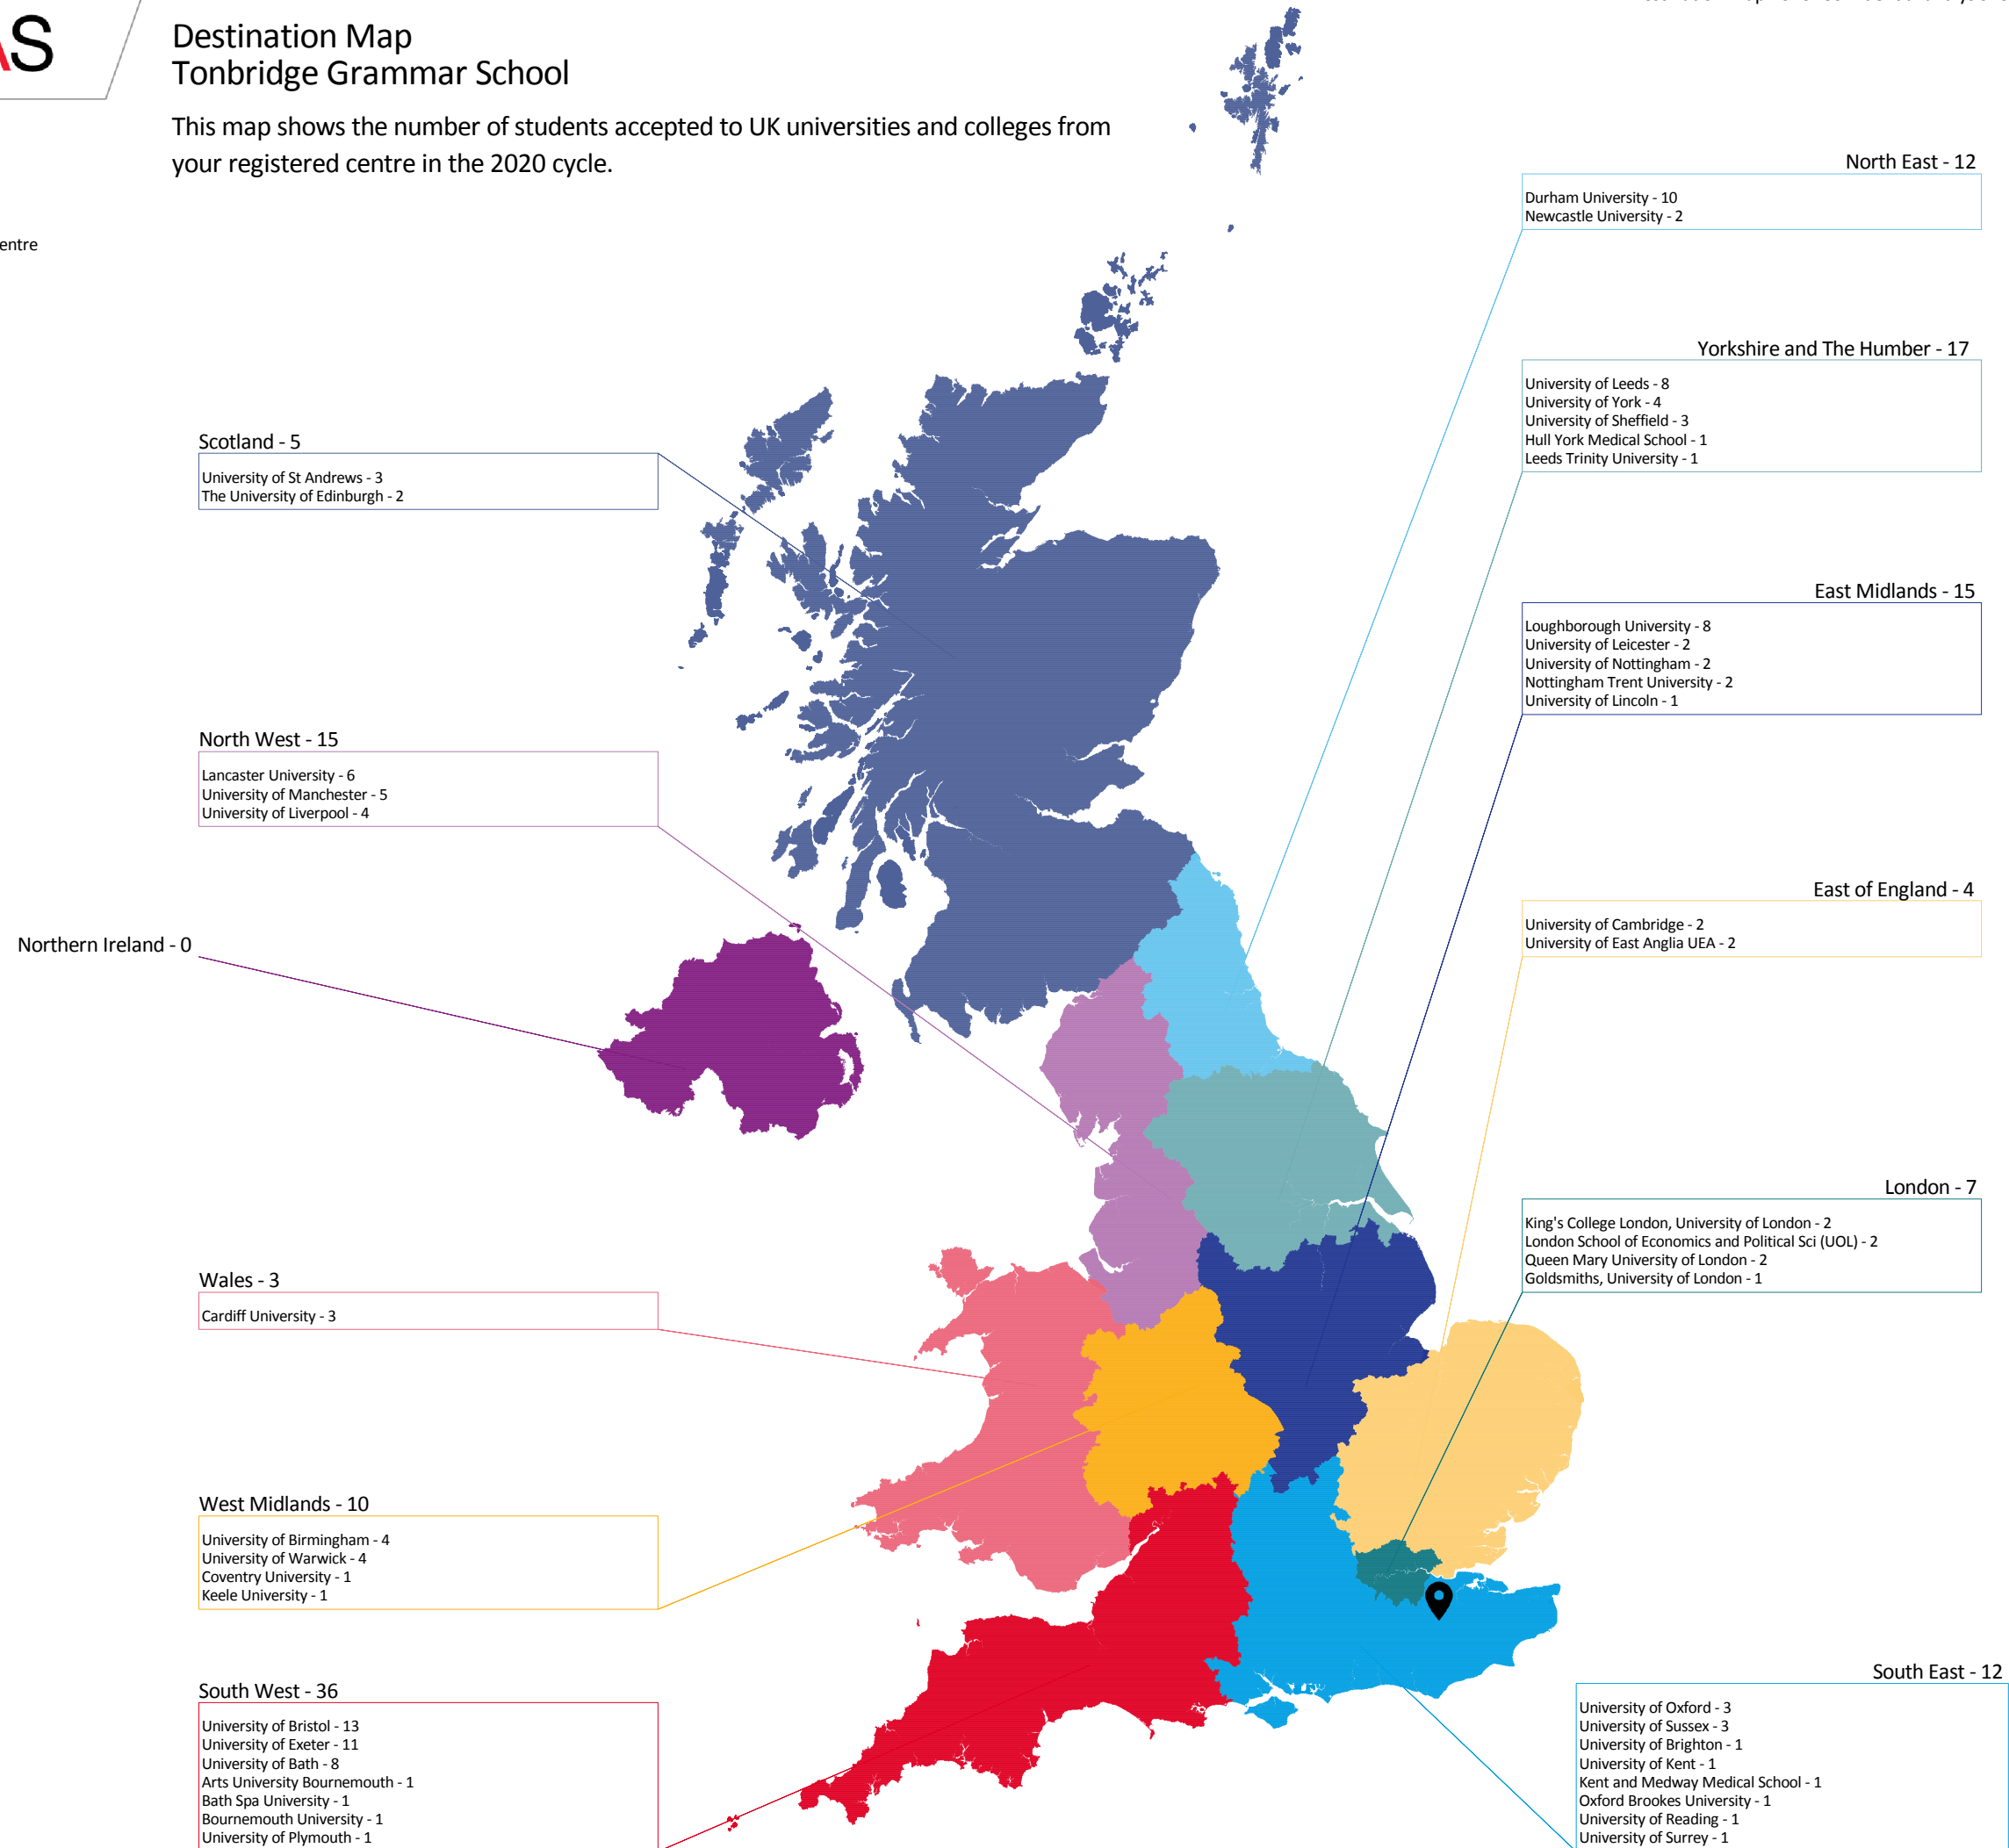 AS
Destination Map
Tonbridge Grammar School
This map shows the number of students accepted to UK universities and colleges from
your registered centre in the 2020 cycle.
entre
North East - 12
Durham University - 10
Newcastle University - 2
Yorkshire and The Humber - 17
University of Leeds - 8
University of York - 4
University of Sheffield - 3
Hull York Medical School - 1
Leeds Trinity University - 1
Scotland - 5
University of St Andrews - 3
The University of Edinburgh - 2
East Midlands - 15
Loughborough University - 8
University of Leicester - 2
University of Nottingham - 2
Nottingham Trent University - 2
University of Lincoln - 1
North West - 15
Lancaster University - 6
University of Manchester - 5
University of Liverpool - 4
East of England - 4
University of Cambridge - 2
University of East Anglia UEA - 2
Northern Ireland - 0
London - 7
King's College London, University of London - 2
London School of Economics and Political Sci (UOL) - 2
Queen Mary University of London - 2
Goldsmiths, University of London - 1
Wales - 3
Cardiff University - 3
West Midlands - 10
University of Birmingham - 4
University of Warwick - 4
Coventry University - 1
Keele University - 1
South West - 36
University of Bristol - 13
University of Exeter - 11
University of Bath - 8
Arts University Bournemouth - 1
Bath Spa University - 1
Bournemouth University - 1
University of Plymouth - 1
South East - 12
University of Oxford - 3
University of Sussex - 3
University of Brighton - 1
University of Kent - 1
Kent and Medway Medical School - 1
Oxford Brookes University - 1
University of Reading - 1
University of Surrey - 1